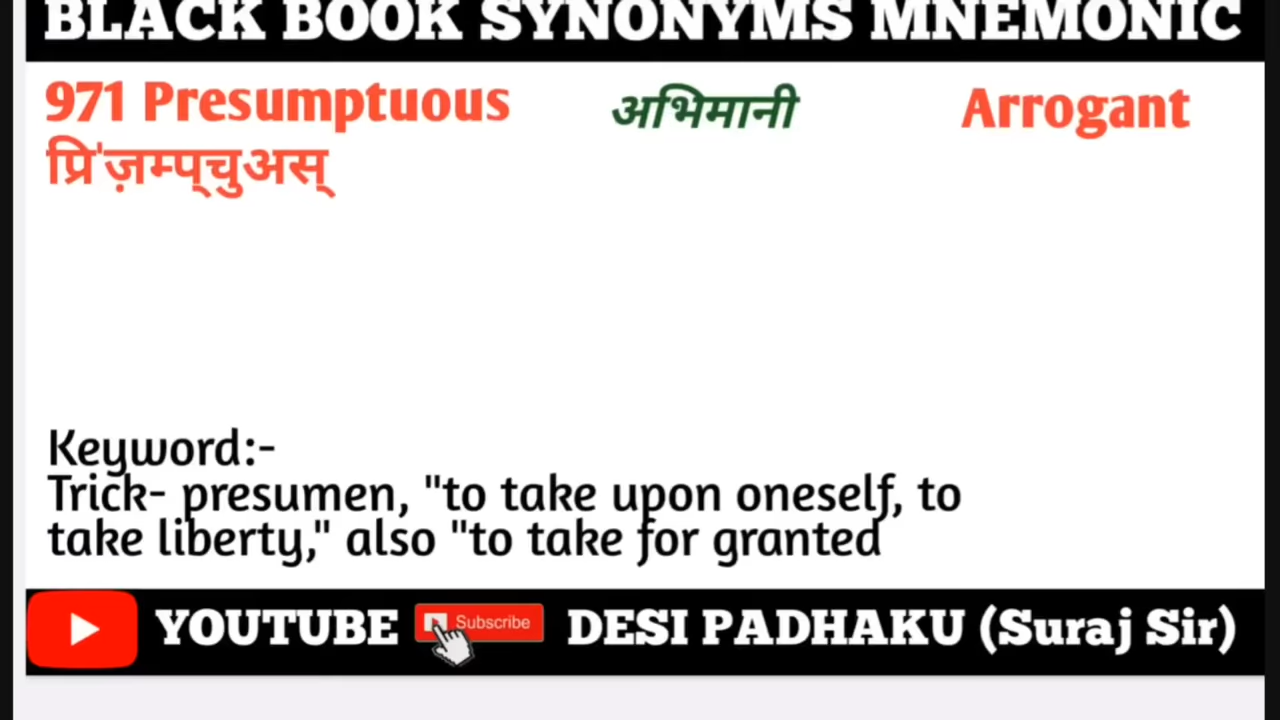 BLACK BOOK SYNONYMS MNEMONIC
971 Presumptuous अभिमानी Arrogant
प्रि'ज़म्प्चुअस्
Keyword:-
Trick- presumen, "to take upon oneself, to
take liberty," also "to take for granted
YOUTUBE Subscribe DESI PADHAKU (Suraj Sir)